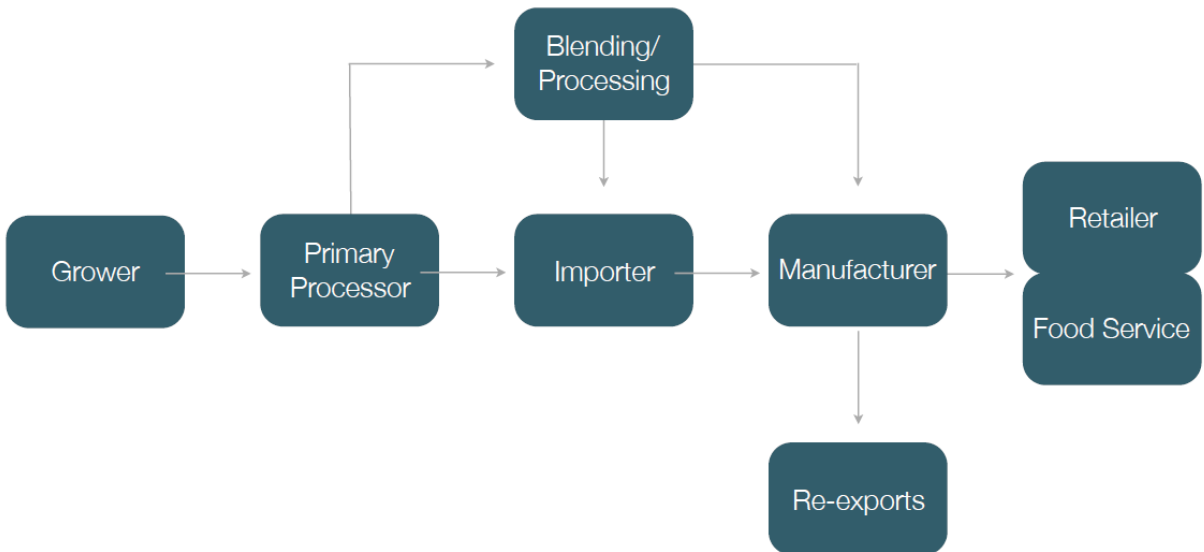 Blending/
Processing
Grower
Primary
Processor
Importer
Manufacturer
Retailer
Food Service
Re-exports